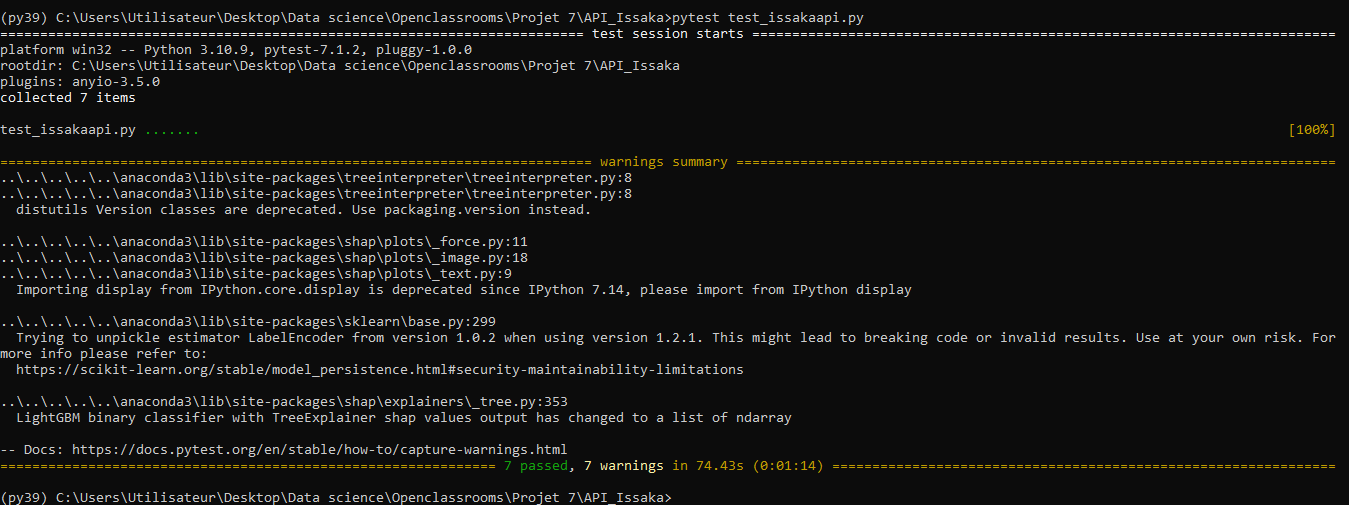 (py39) C:\Users\Utilisateur\Desktop\Data science\Openclassrooms\Projet 7\API_Issaka>pytest test_issakaapi.py
========================================================================= test session starts =========================================================================
platform win32 -- Python 3.10.9, pytest-7.1.2, pluggy-1.0.0
rootdir: C:\Users\Utilisateur\Desktop\Data science\Openclassrooms\Projet 7\API_Issaka
plugins: anyio-3.5.0
collected 7 items
test_issakaapi.py ....... [100%]
========================================================================== warnings summary ===========================================================================
..\..\..\..\..\anaconda3\lib\site-packages\treeinterpreter\treeinterpreter.py:8
..\..\..\..\..\anaconda3\lib\site-packages\treeinterpreter\treeinterpreter.py:8
distutils Version classes are deprecated. Use packaging.version instead.
..\..\..\..\..\anaconda3\lib\site-packages\shap\plots\_force.py:11
..\..\..\..\..\anaconda3\lib\site-packages\shap\plots\_image.py:18
..\..\..\..\..\anaconda3\lib\site-packages\shap\plots\_text.py:9
Importing display from IPython.core.display is deprecated since IPython 7.14, please import from IPython display
..\..\..\..\..\anaconda3\lib\site-packages\sklearn\base.py:299
Trying to unpickle estimator LabelEncoder from version 1.0.2 when using version 1.2.1. This might lead to breaking code or invalid results. Use at your own risk. For
more info please refer to:
https://scikit-learn.org/stable/model_persistence.html#security-maintainability-limitations
..\..\..\..\..\anaconda3\lib\site-packages\shap\explainers\_tree.py:353
LightGBM binary classifier with TreeExplainer shap values output has changed to a list of ndarray
-- Docs: https://docs.pytest.org/en/stable/how-to/capture-warnings.html
============================================================== 7 passed, 7 warnings in 74.43s (0:01:14) ===============================================================
(py39) C:\Users\Utilisateur\Desktop\Data science\Openclassrooms\Projet 7\API_Issaka>